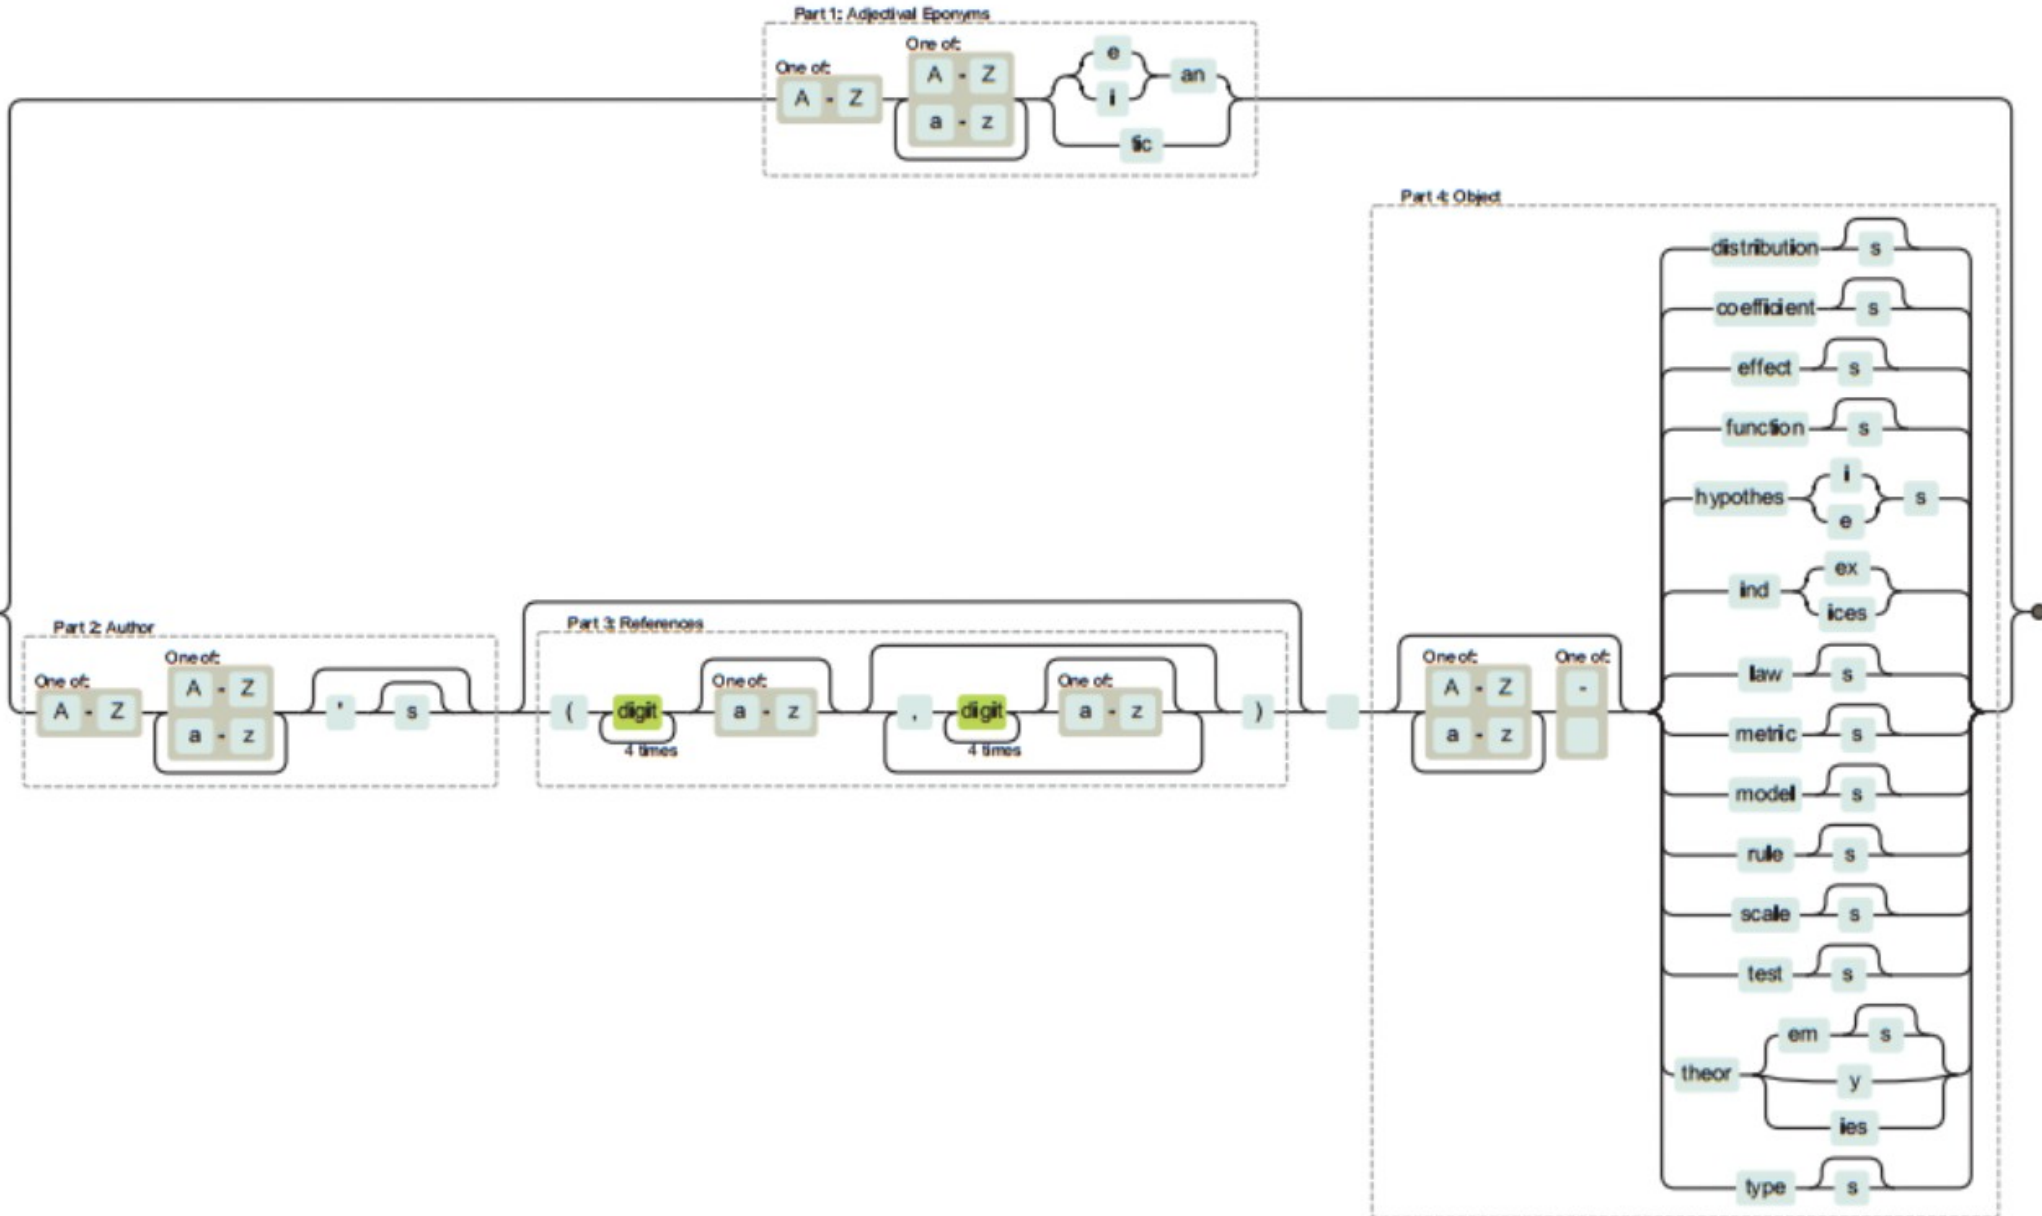 Part 1: Adjectival Eponyms
One of:
A - Z
One of:
A - Z
a - z
e
i
an
tic
Part 2: Author
One of:
A - Z
One of:
A - Z
a - z
'
s
Part 3: References
(
digit
4 times
One of:
a - z
,
digit
4 times
One of:
a - z
)
Part 4: Object
One of:
A - Z
a - z
One of:
-
distribution s
coefficient s
effect s
function s
hypothes i e s
ind ex ices
law s
metric s
model s
rule s
scale s
test s
theor em s y ies
type s